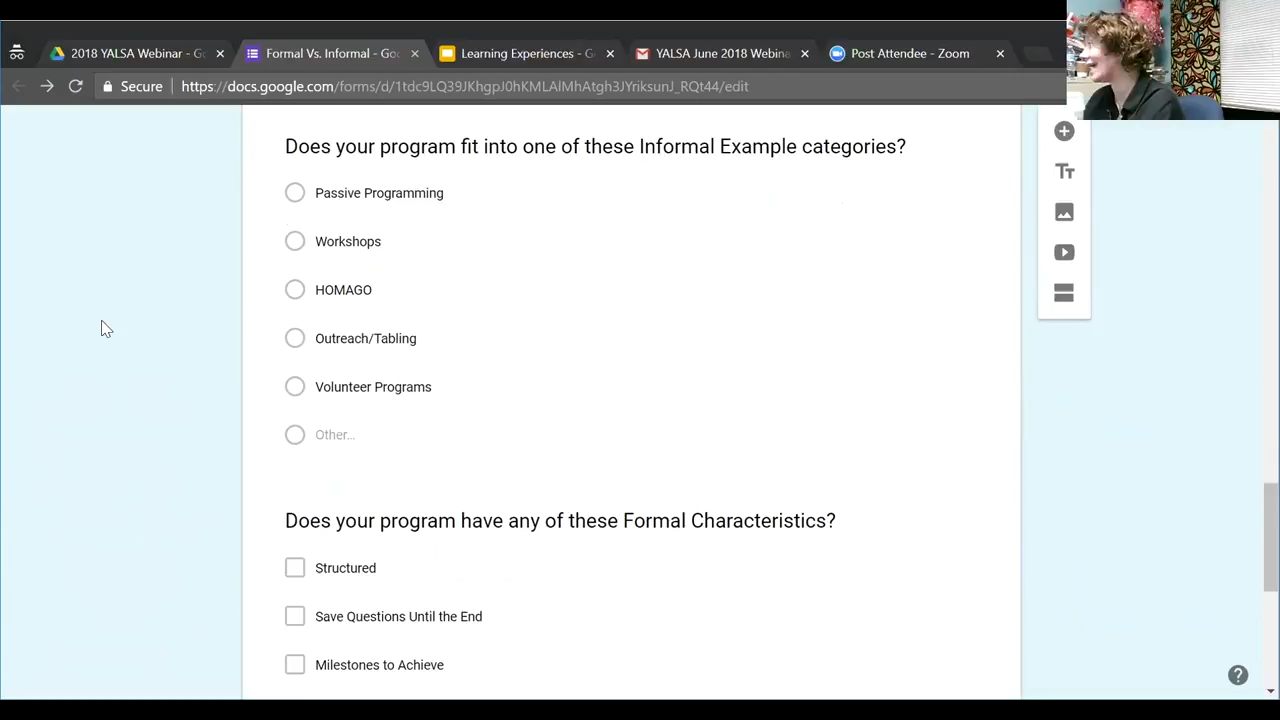 2018 YALSA Webinar - Go
Formal Vs. Informal - Goo
Learning Experiences - G
YALSA June 2018 Webina
Post Attendee - Zoom
Secure
https://docs.google.com/forms/d/
/edit
Does your program fit into one of these Informal Example categories?
Passive Programming
Workshops
HOMAGO
Outreach/Tabling
Volunteer Programs
Other...
Does your program have any of these Formal Characteristics?
Structured
Save Questions Until the End
Milestones to Achieve